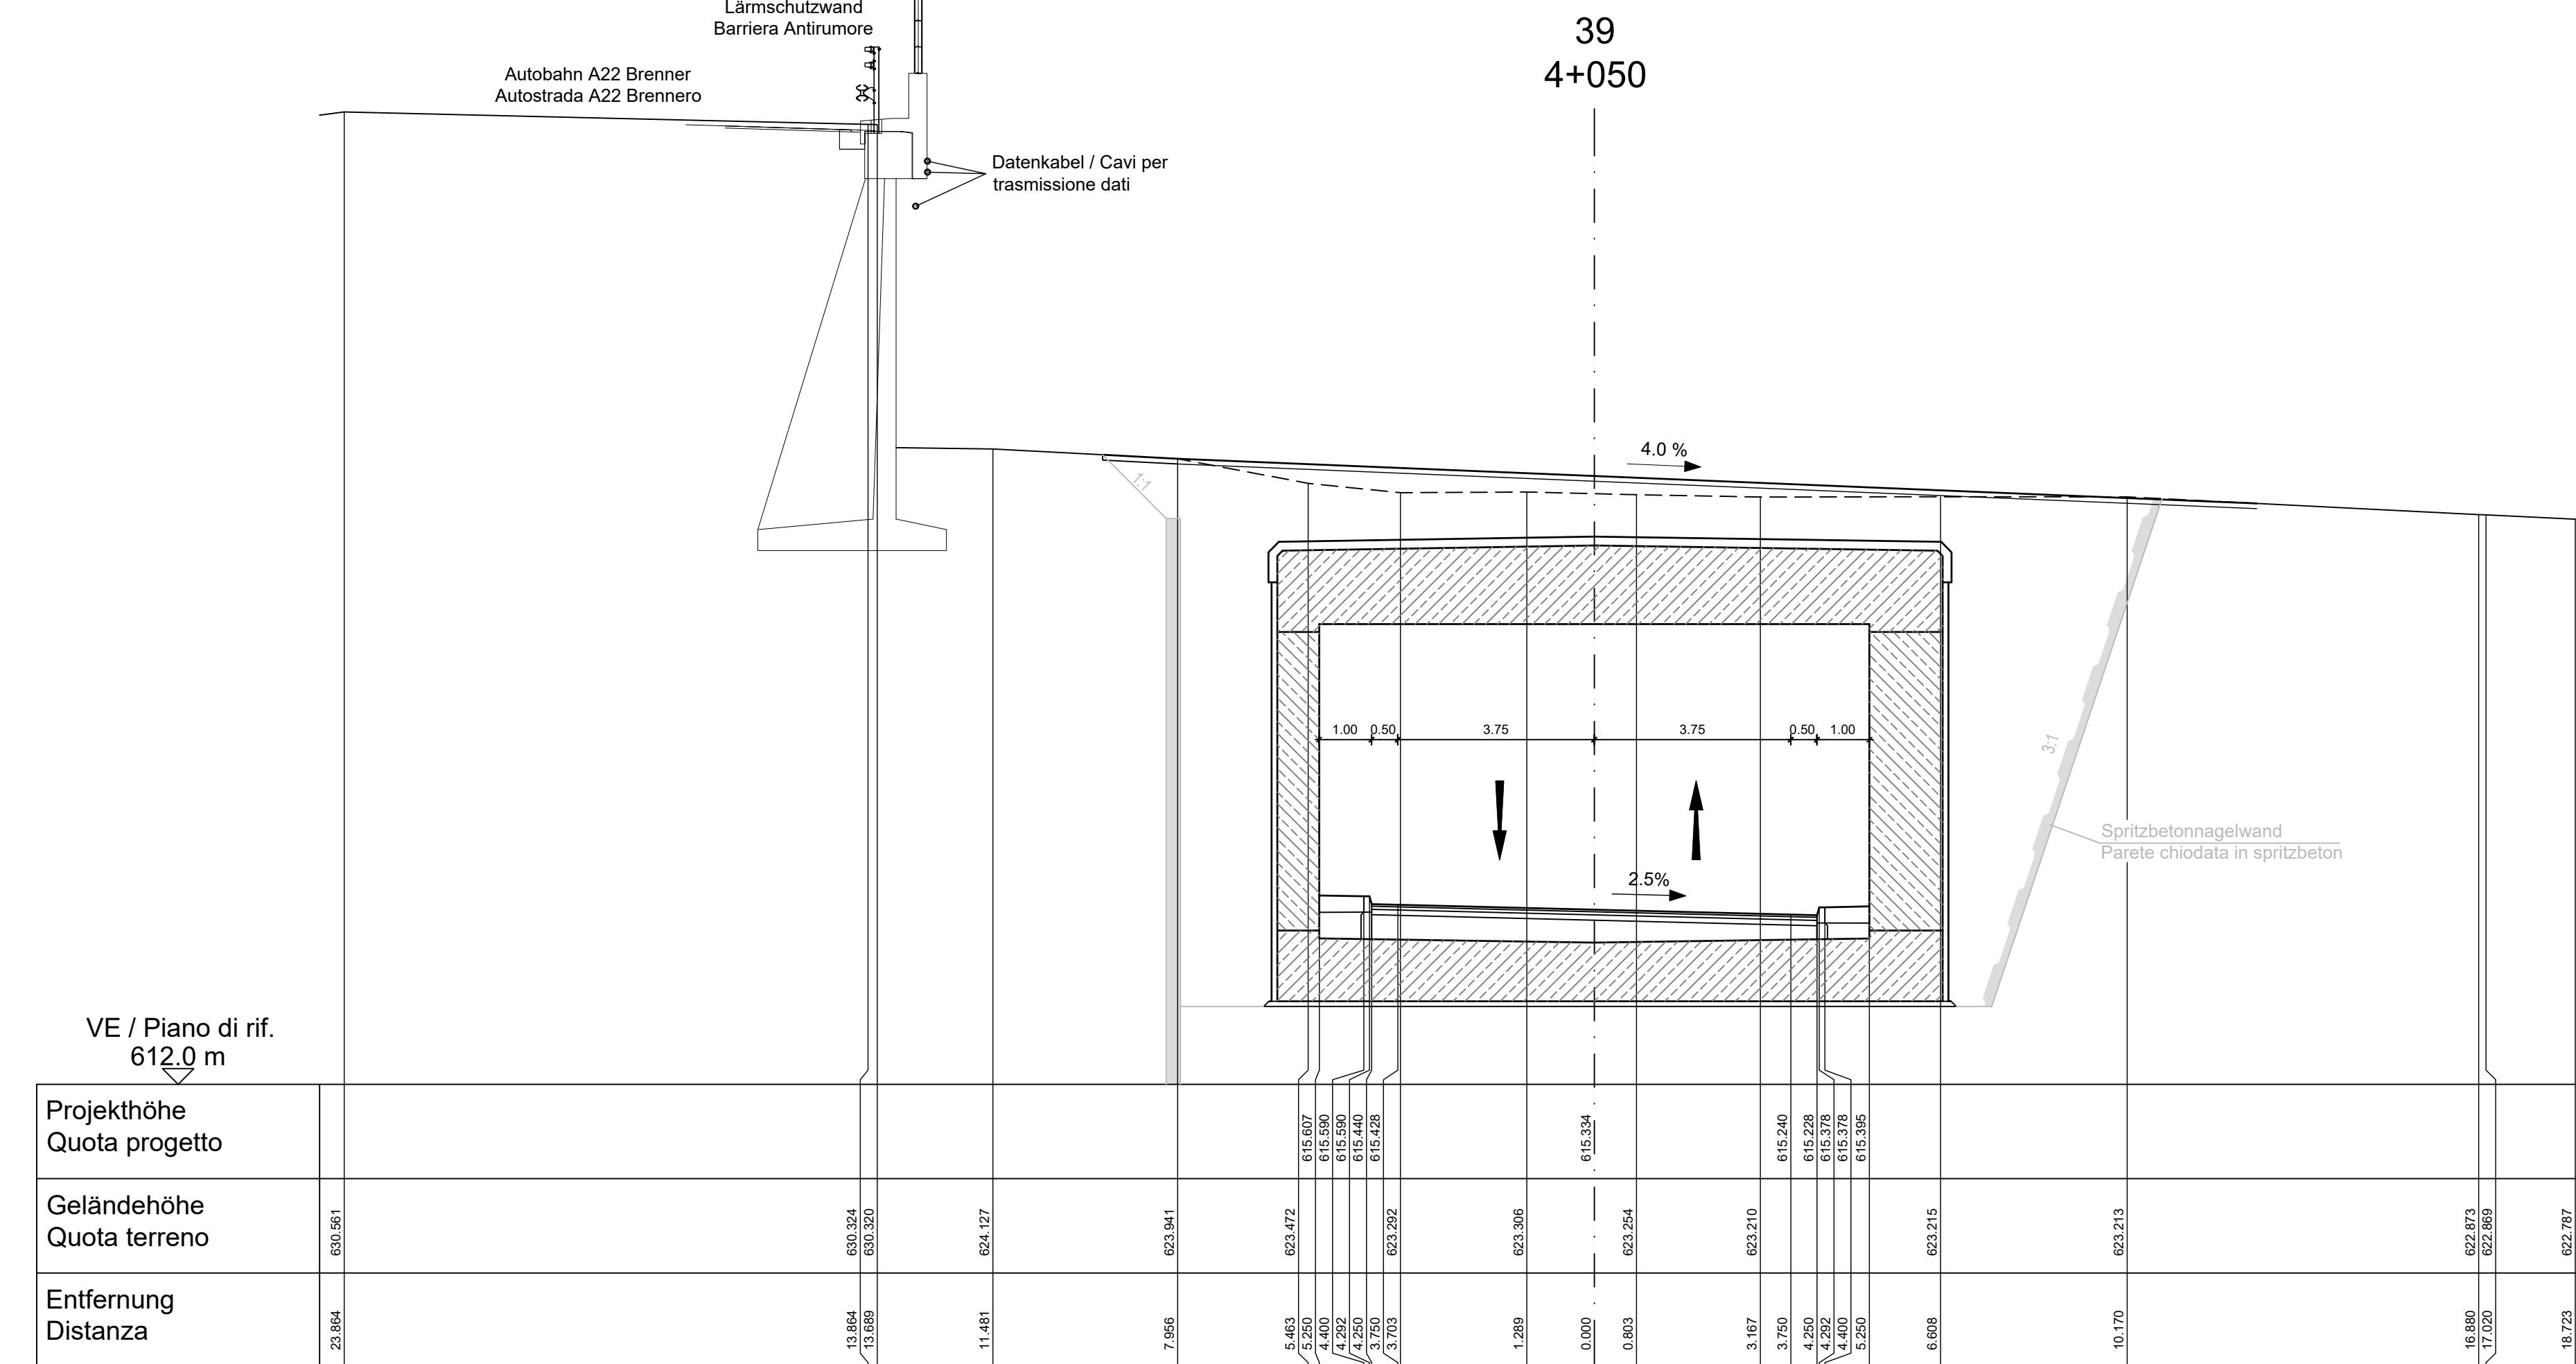 Lärmschutzwand
Barriera Antirumore
39
4+050
Autobahn A22 Brenner
Autostrada A22 Brennero
Datenkabel / Cavi per
trasmissione dati
4.0 %
1:1
1.00 0.50 3.75 3.75 0.50 1.00
3:1
2.5%
Spritzbetonnagelwand
Parete chiodata in spritzbeton
VE / Piano di rif.
612.0 m
Projekthöhe
Quota progetto
615.607 615.590 615.590 615.440 615.428 615.334 615.240 615.228 615.378 615.378 615.395
Geländehöhe
Quota terreno
630.561 630.324 630.320 624.127 623.941 623.472 623.292 623.306 623.254 623.210 623.215 623.213 622.873 622.869 622.787
Entfernung
Distanza
23.864 13.864 13.689 11.481 7.956 5.463 5.250 4.400 4.292 4.250 3.750 3.703 1.289 0.000 0.803 3.167 3.750 4.250 4.292 4.400 5.250 6.608 10.170 16.880 17.020 18.723